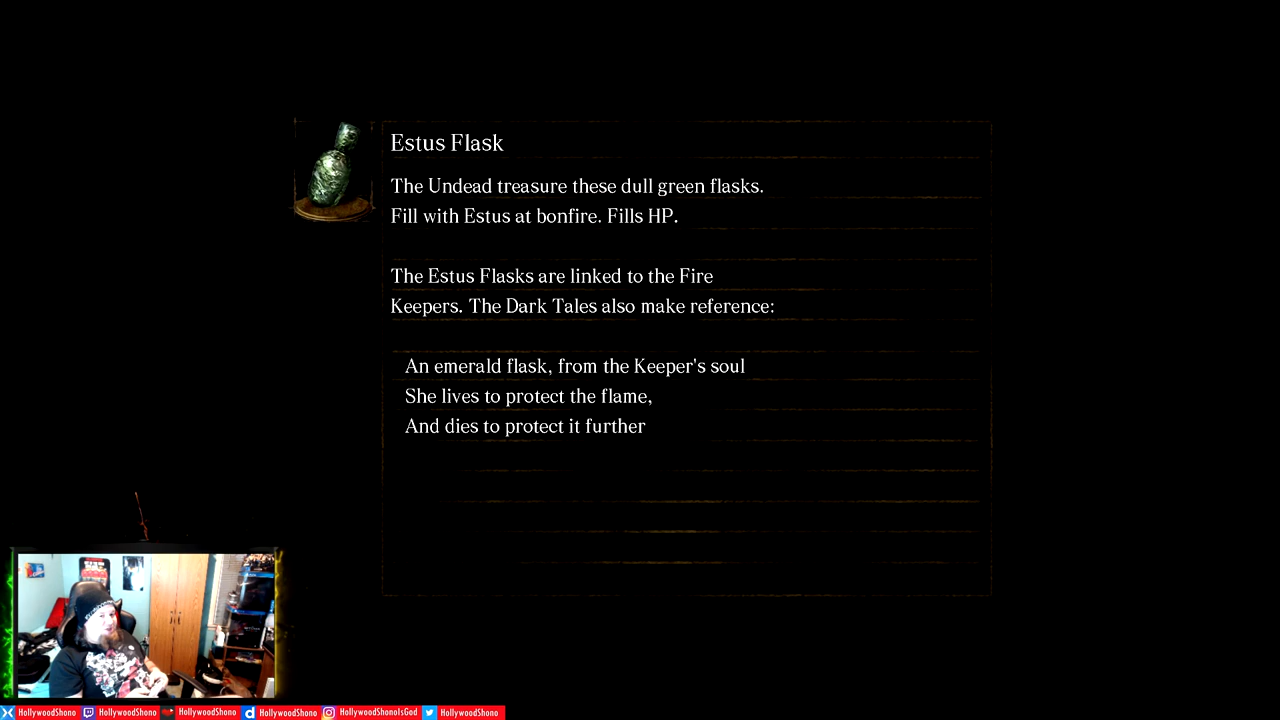 Estus Flask
The Undead treasure these dull green flasks.
Fill with Estus at bonfire. Fills HP.
The Estus Flasks are linked to the Fire
Keepers. The Dark Tales also make reference:
An emerald flask, from the Keeper's soul
She lives to protect the flame,
And dies to protect it further
HollywoodShono HollywoodShono HollywoodShono HollywoodShono HollywoodShonoIsGod HollywoodShono